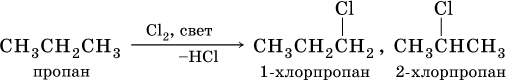 Cl Cl
Cl₂, свет
CH₃CH₂CH₃ ⟶ CH₃CH₂CH₂, CH₃CHCH₃
−HCl
пропан 1-хлорпропан 2-хлорпропан